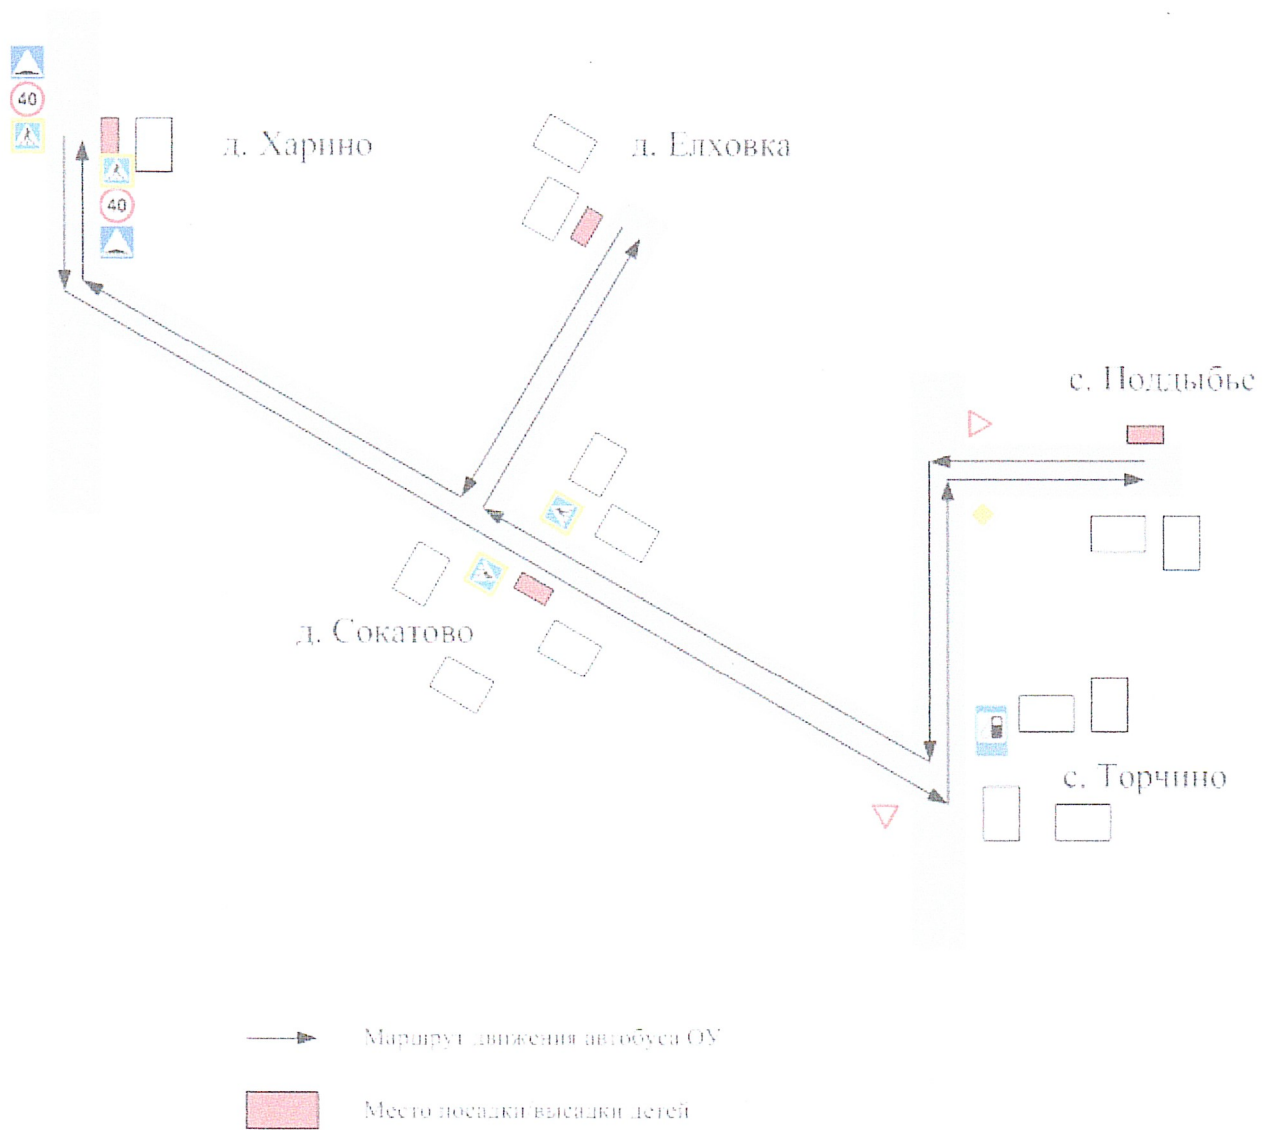 40
д. Харино
д. Елховка
40
с. Поддыбье
д. Сокатово
с. Торчино
Маршрут движения автобуса ОУ
Место посадки/высадки детей